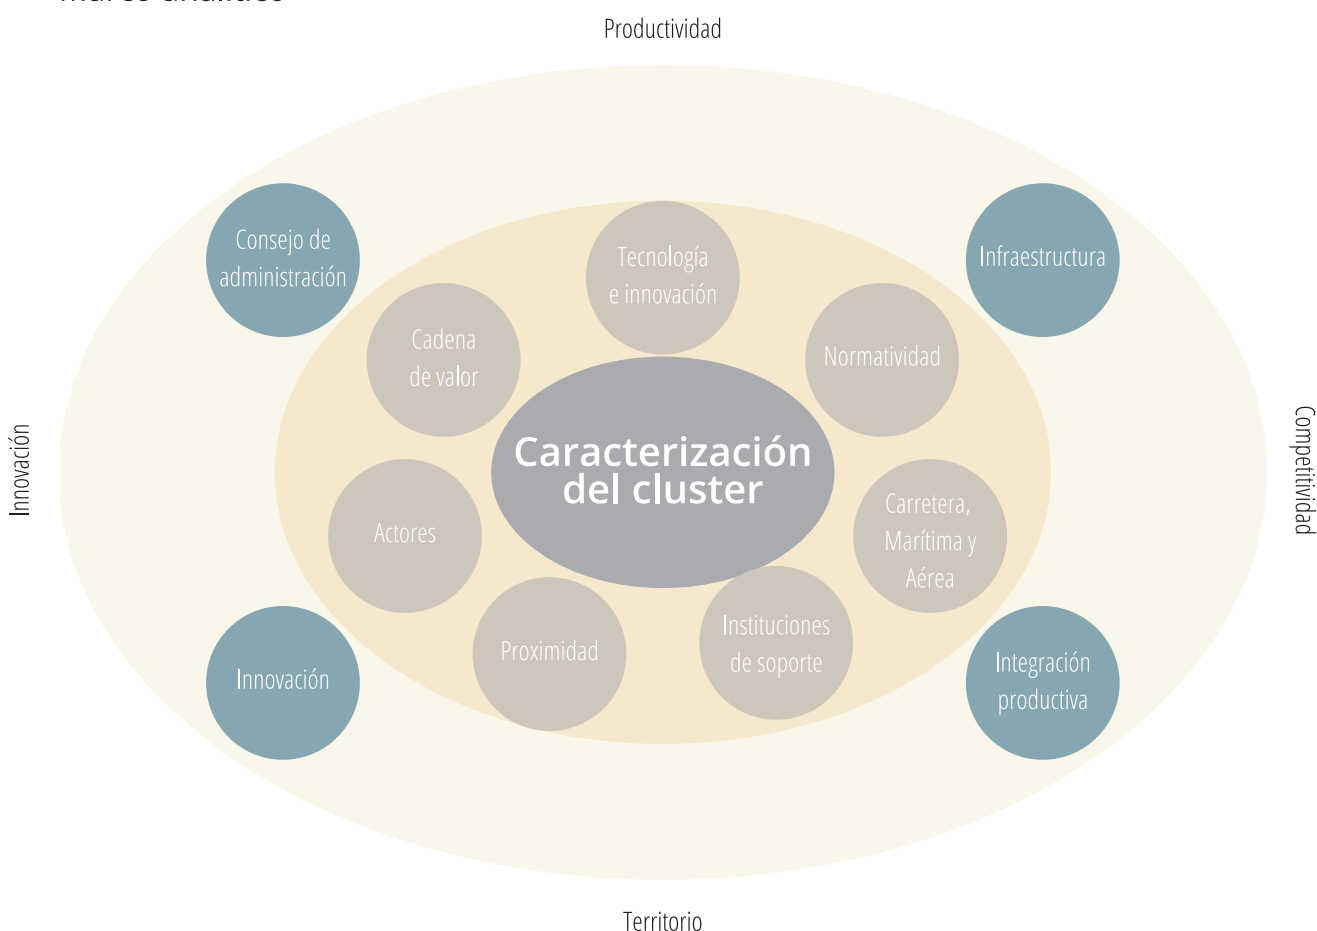 Productividad
Consejo de
administración
Infraestructura
Tecnología
e innovación
Cadena
de valor
Normatividad
Innovación
Caracterización
del cluster
Competitividad
Actores
Carretera,
Marítima y
Aérea
Proximidad
Instituciones
de soporte
Innovación
Integración
productiva
Territorio